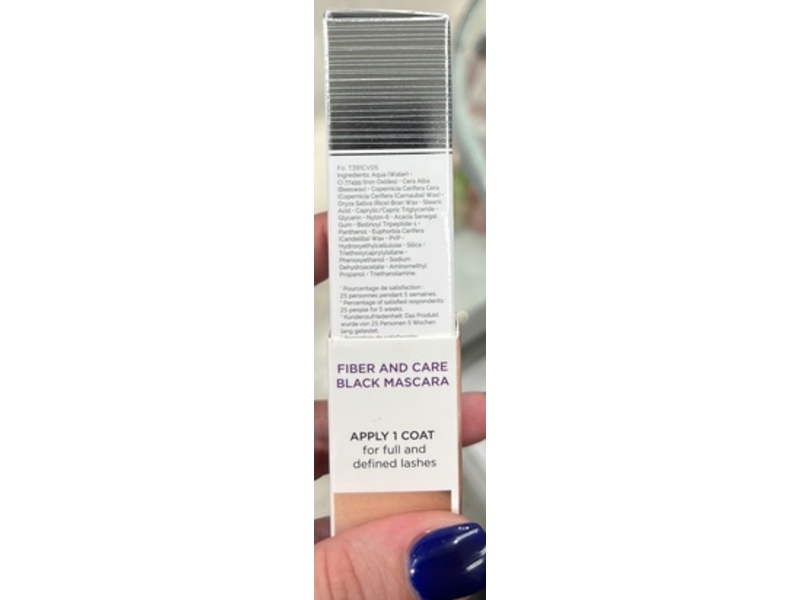 Ingredients: Aqua (Water) -
CI 77499 (Iron Oxides) - Cera Alba
(Beeswax) - Copernicia Cerifera Cera
(Copernicia Cerifera (Carnauba) Wax) -
Oryza Sativa (Rice) Bran Wax - Stearic
Acid - Caprylic/Capric Triglyceride -
Glycerin - Nylon-6 - Acacia Senegal
Gum - Biotinoyl Tripeptide-1 -
Panthenol - Euphorbia Cerifera
(Candelilla) Wax - PVP -
Hydroxyethylcellulose - Silica -
Triethoxycaprylylsilane -
Phenoxyethanol - Sodium
Dehydroacetate - Aminomethyl
Propanol - Triethanolamine.
* Pourcentage de satisfaction :
25 personnes pendant 5 semaines.
* Percentage of satisfied respondents:
25 people for 5 weeks.
* Kundenzufriedenheit: Das Produkt
wurde von 25 Personen 5 Wochen
lang getestet.
FIBER AND CARE
BLACK MASCARA
APPLY 1 COAT
for full and
defined lashes